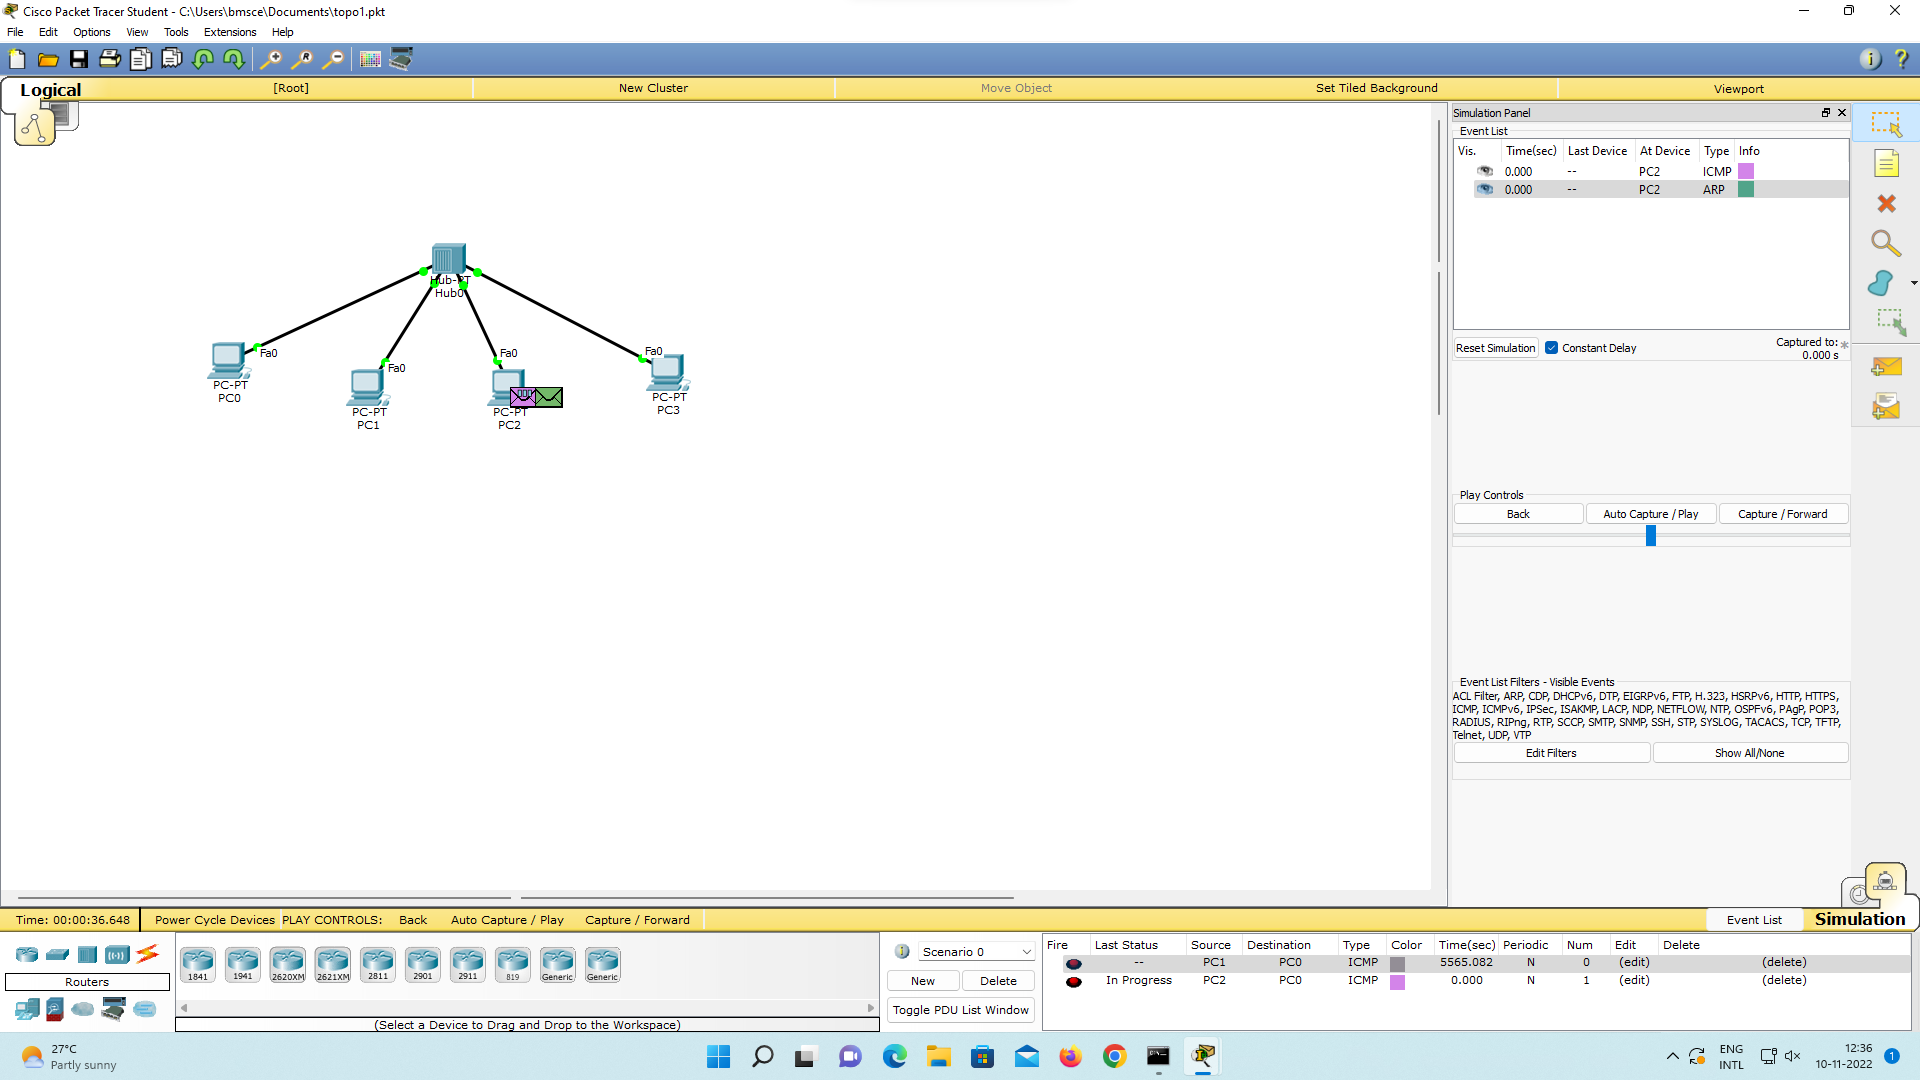 Cisco Packet Tracer Student - C:\Users\bmsce\Documents\topo1.pkt
File Edit Options View Tools Extensions Help
Logical [Root] New Cluster Move Object Set Tiled Background Viewport
Simulation Panel
Event List
Vis. Time(sec) Last Device At Device Type Info
0.000 -- PC2 ICMP
0.000 -- PC2 ARP
Hub-PT
Hub0
Fa0
PC-PT
PC0
Fa0
PC-PT
PC1
Fa0
PC-PT
PC2
Fa0
PC-PT
PC3
Reset Simulation Constant Delay Captured to:
0.000 s
Play Controls
Back Auto Capture / Play Capture / Forward
Event List Filters - Visible Events
ACL Filter, ARP, CDP, DHCPv6, DTP, EIGRPv6, FTP, H.323, HSRPv6, HTTP, HTTPS,
ICMP, ICMPv6, IPSec, ISAKMP, LACP, NDP, NETFLOW, NTP, OSPFv6, PAgP, POP3,
RADIUS, RIPng, RTP, SCCP, SMTP, SNMP, SSH, STP, SYSLOG, TACACS, TCP, TFTP,
Telnet, UDP, VTP
Edit Filters Show All/None
Time: 00:00:36.648 Power Cycle Devices PLAY CONTROLS: Back Auto Capture / Play Capture / Forward Event List Simulation
Routers
1841 1941 2620XM 2621XM 2811 2901 2911 819 Generic Generic
(Select a Device to Drag and Drop to the Workspace)
Scenario 0
New Delete
Toggle PDU List Window
Fire Last Status Source Destination Type Color Time(sec) Periodic Num Edit Delete
-- PC1 PC0 ICMP 5565.082 N 0 (edit) (delete)
In Progress PC2 PC0 ICMP 0.000 N 1 (edit) (delete)
27°C
Partly sunny
ENG
INTL
12:36
10-11-2022
1